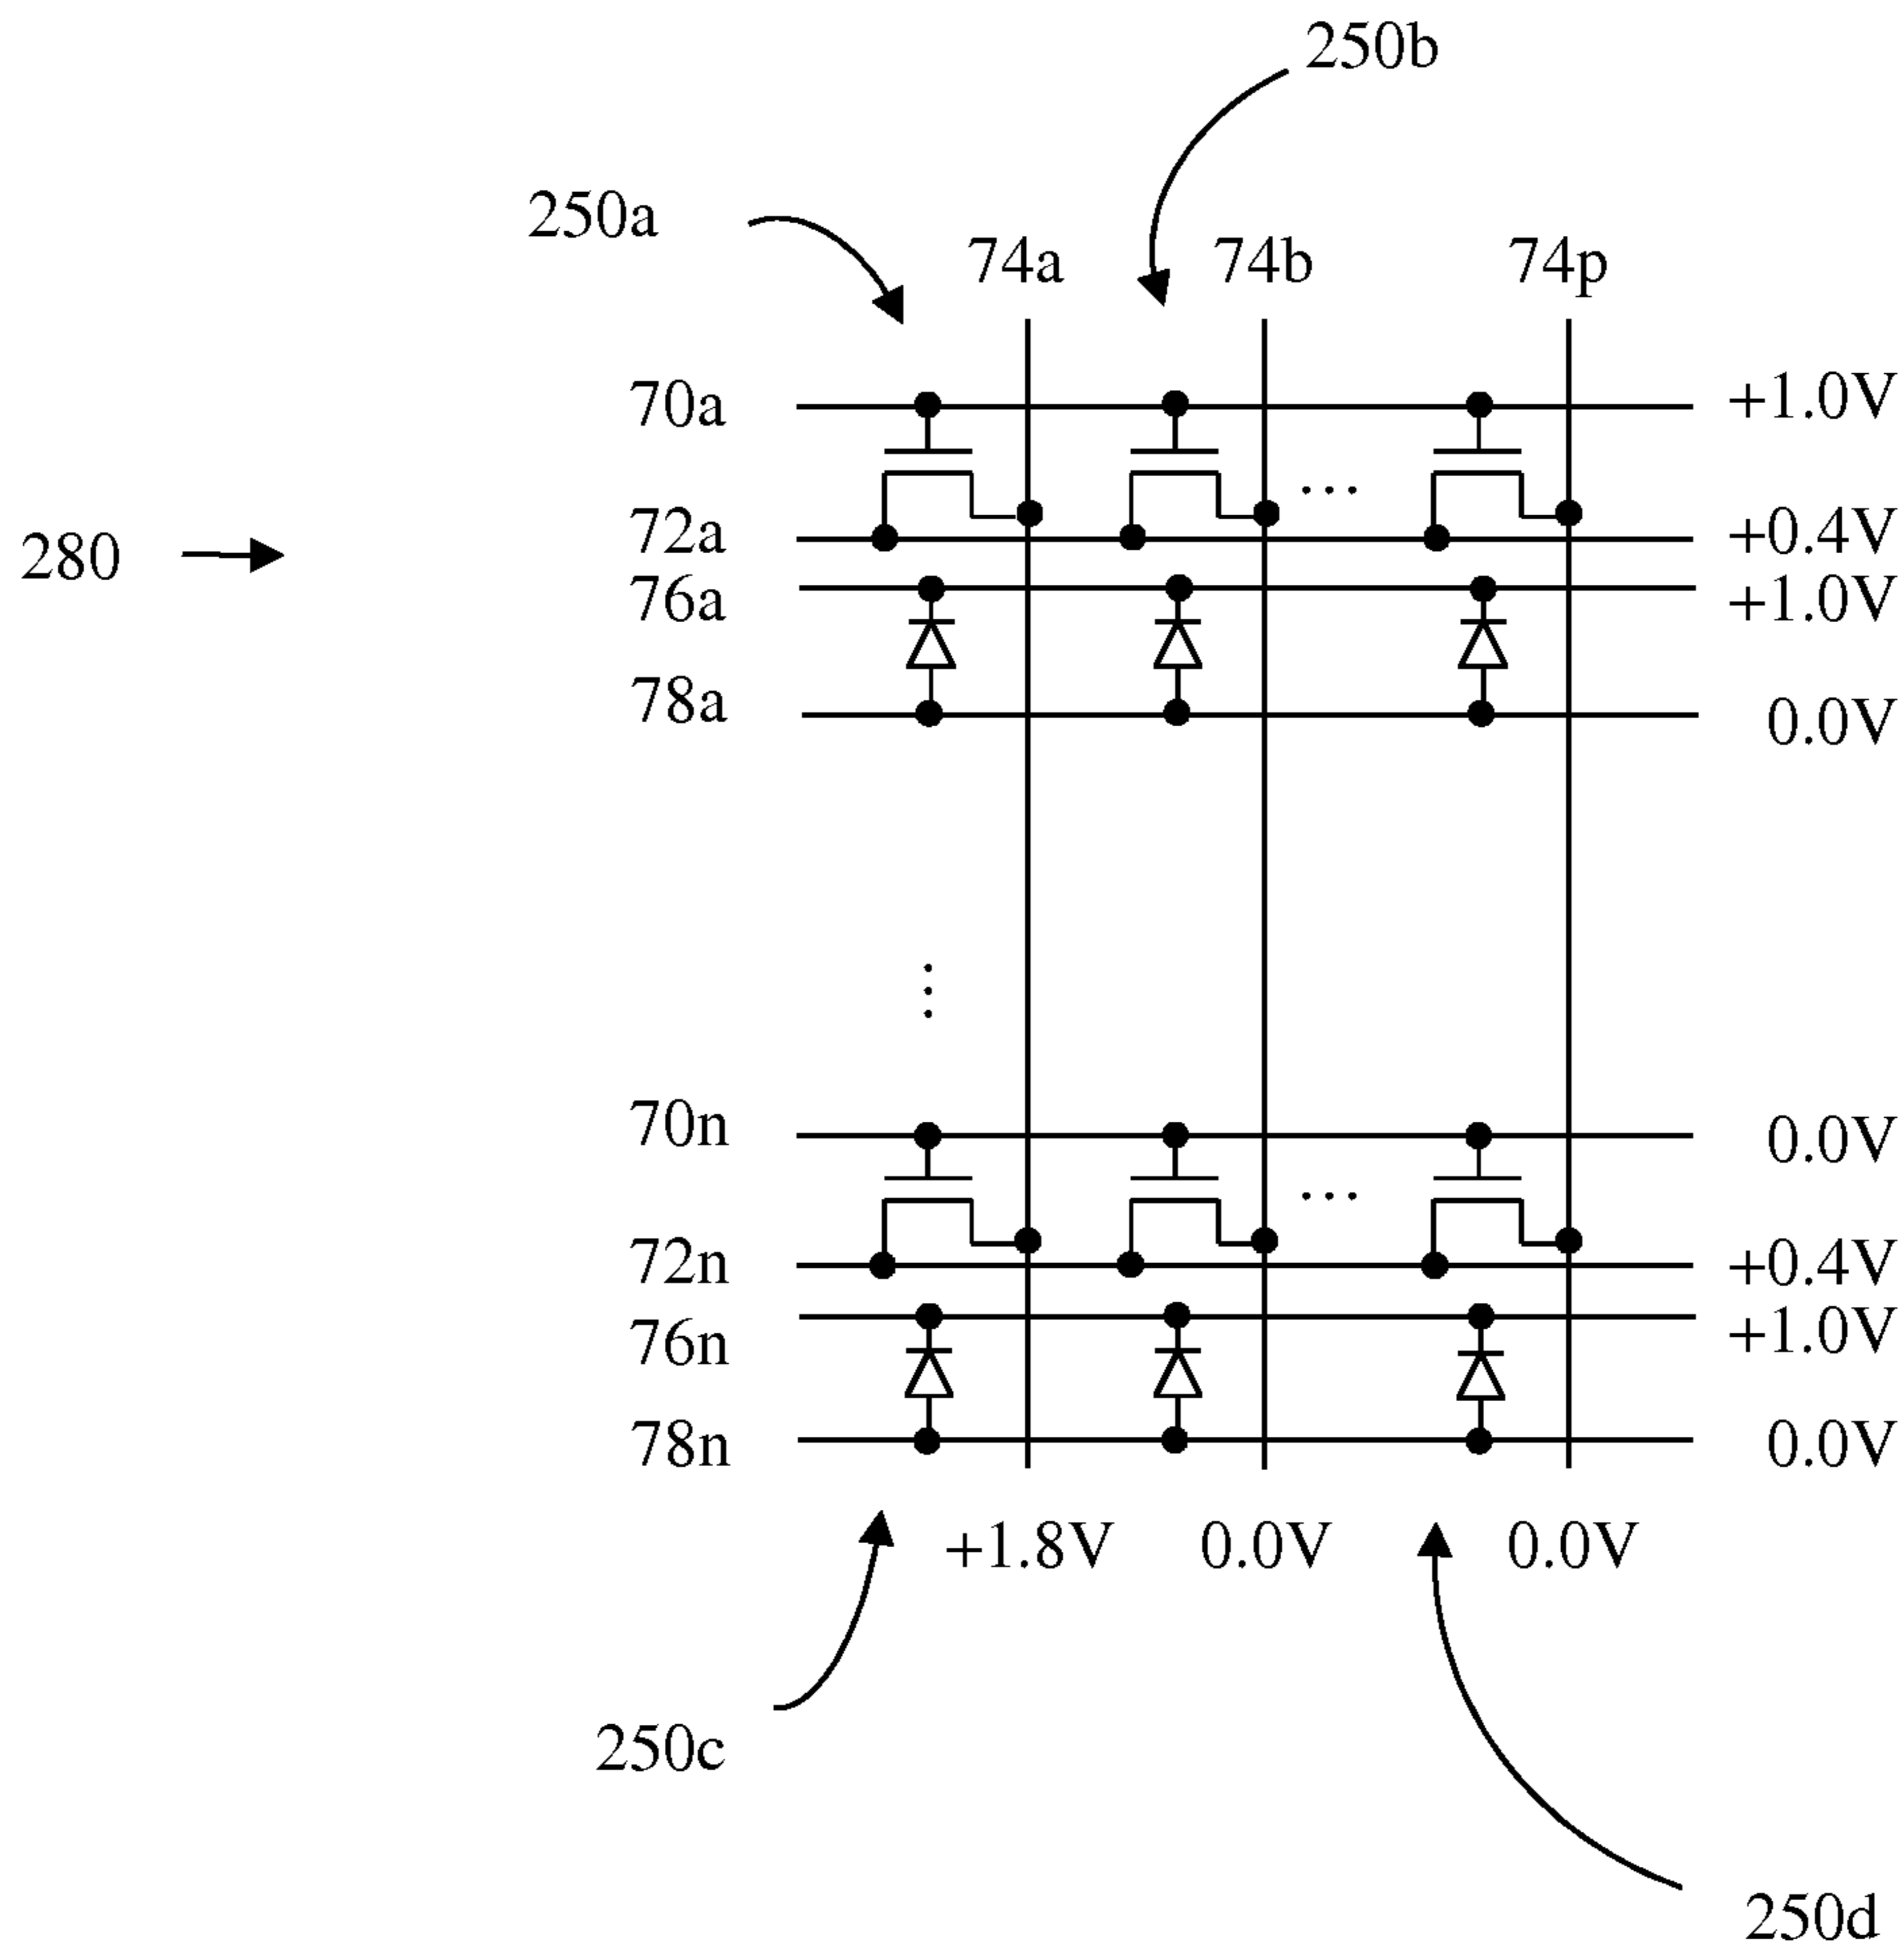 250b
250a
74a 74b 74p
70a +1.0V
...
72a +0.4V
280
76a +1.0V
78a 0.0V
⋮
70n 0.0V
...
72n +0.4V
76n +1.0V
78n 0.0V
+1.8V 0.0V 0.0V
250c
250d